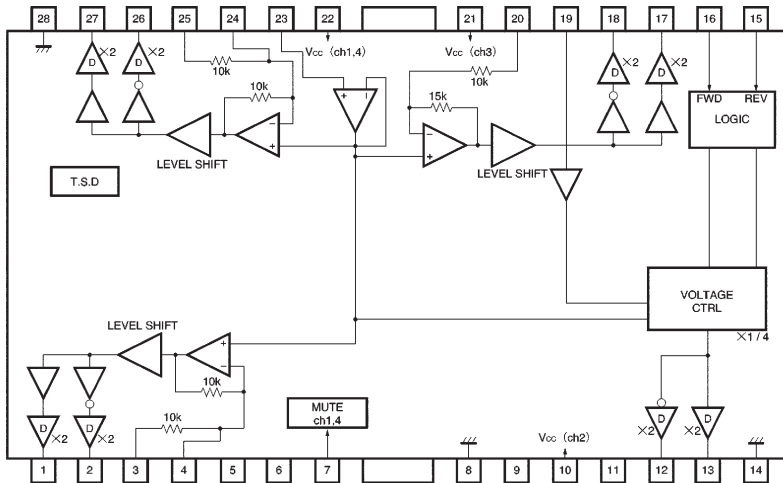 28 27 26 25 24 23 22 21 20 19 18 17 16 15
D ×2 D ×2 10k Vcc (ch1,4) Vcc (ch3) 10k D ×2 D ×2
10k + − 15k FWD REV
LOGIC
− + − +
LEVEL SHIFT LEVEL SHIFT
T.S.D
VOLTAGE
CTRL
×1/4
LEVEL SHIFT
+ −
10k
MUTE
ch1,4
D ×2 D ×2 10k Vcc (ch2) ×2 D ×2 D
1 2 3 4 5 6 7 8 9 10 11 12 13 14